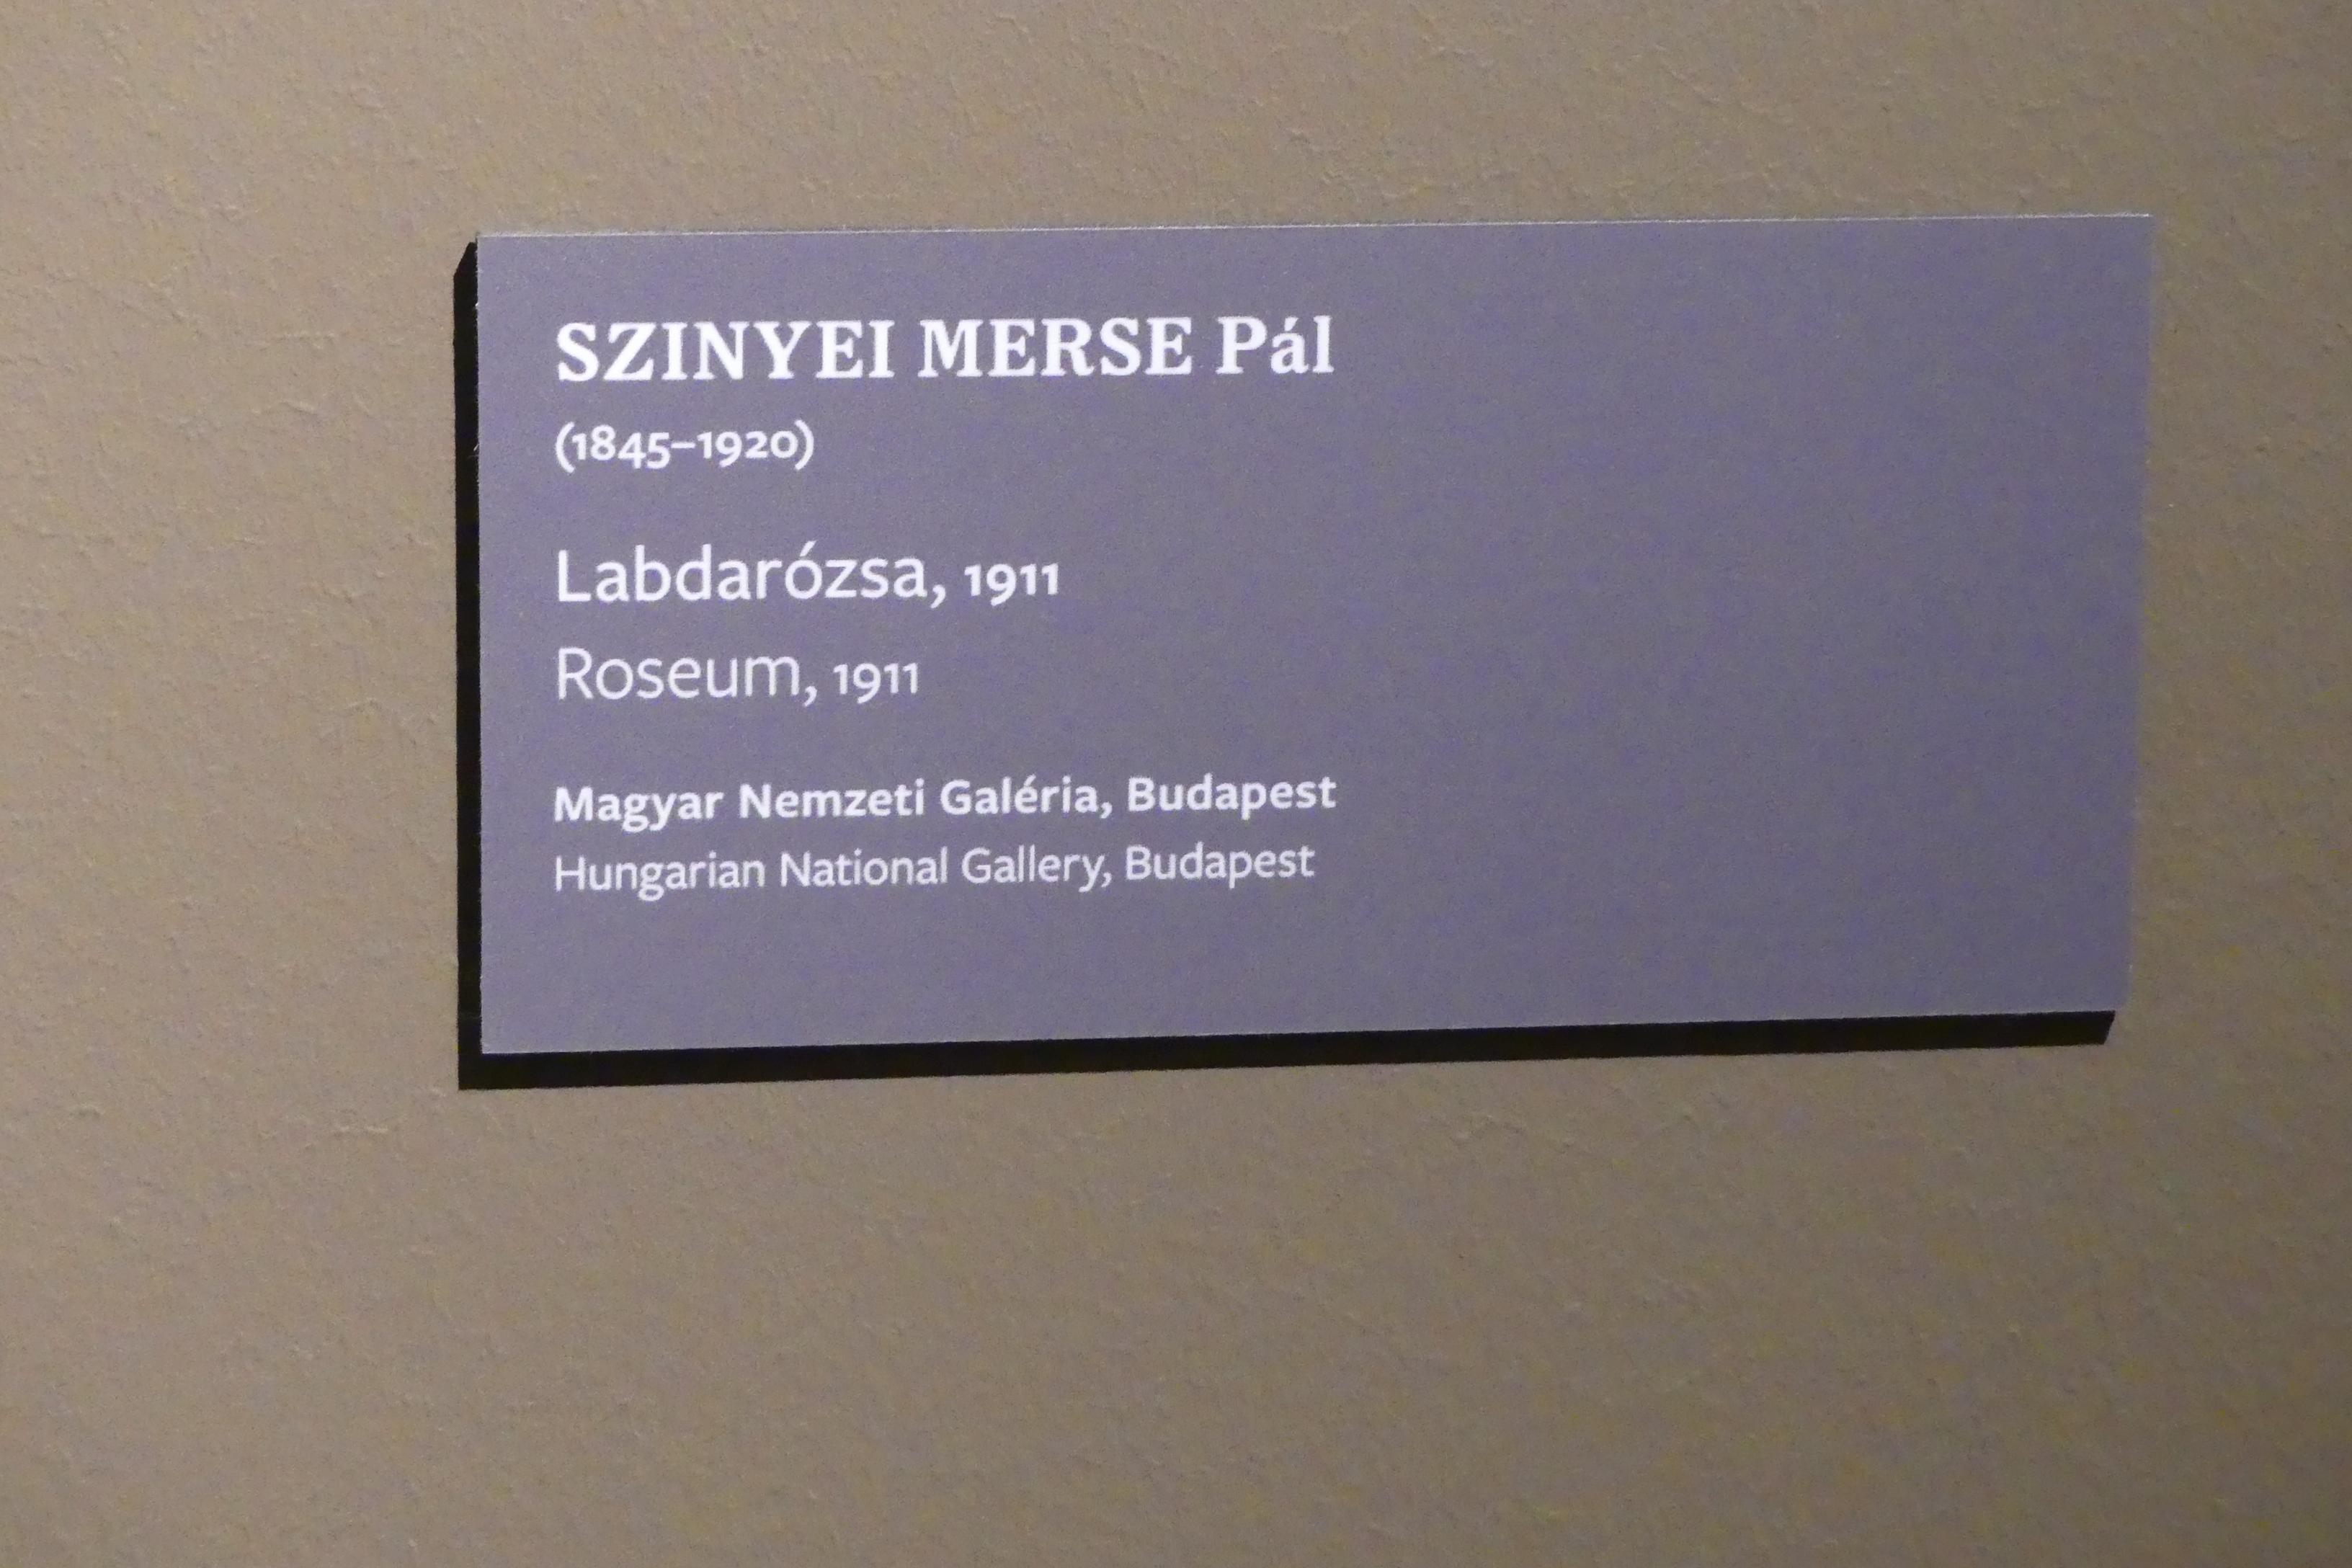 SZINYEI MERSE Pál
(1845–1920)
Labdarózsa, 1911
Roseum, 1911
Magyar Nemzeti Galéria, Budapest
Hungarian National Gallery, Budapest